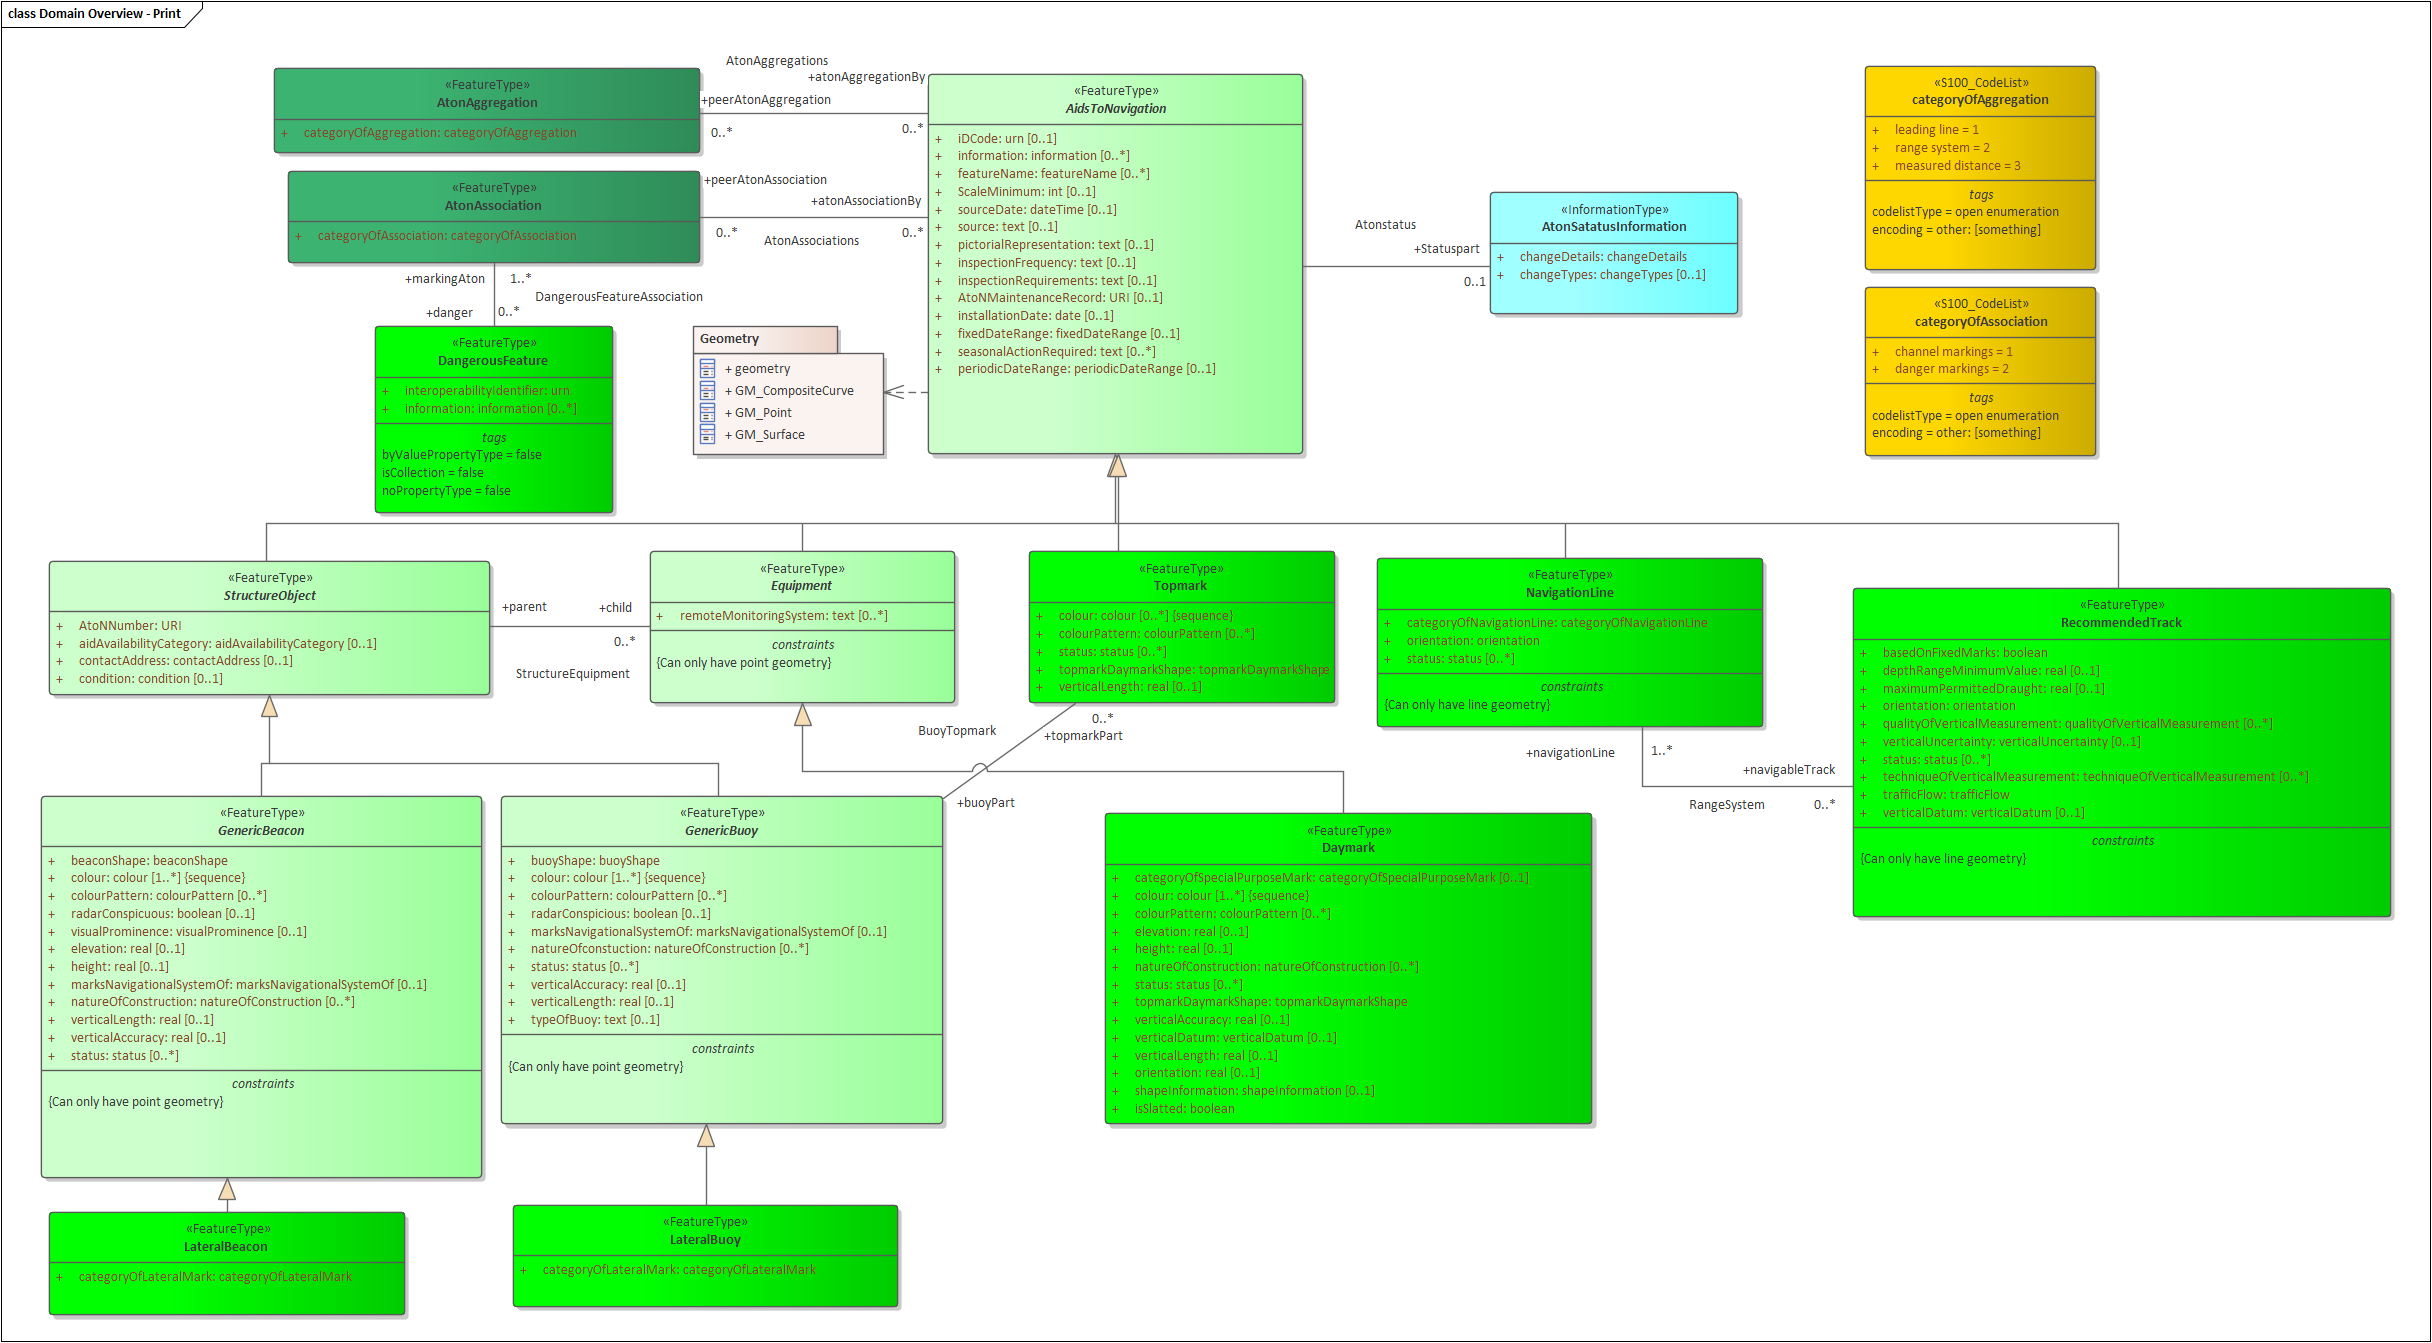 class Domain Overview - Print
«FeatureType»
AtonAggregation
+ categoryOfAggregation: categoryOfAggregation
AtonAggregations
+atonAggregationBy
+peerAtonAggregation
0..*
0..*
«FeatureType»
AtonAssociation
+ categoryOfAssociation: categoryOfAssociation
+peerAtonAssociation
+atonAssociationBy
0..*
0..*
AtonAssociations
+markingAton
1..*
DangerousFeatureAssociation
+danger
0..*
«FeatureType»
DangerousFeature
+ interoperabilityIdentifier: urn
+ information: information [0..*]
tags
byValuePropertyType = false
isCollection = false
noPropertyType = false
Geometry
+ geometry
+ GM_CompositeCurve
+ GM_Point
+ GM_Surface
«FeatureType»
AidsToNavigation
+ iDCode: urn [0..1]
+ information: information [0..*]
+ featureName: featureName [0..*]
+ ScaleMinimum: int [0..1]
+ sourceDate: dateTime [0..1]
+ source: text [0..1]
+ pictorialRepresentation: text [0..1]
+ inspectionFrequency: text [0..1]
+ inspectionRequirements: text [0..1]
+ AtoNMaintenanceRecord: URI [0..1]
+ installationDate: date [0..1]
+ fixedDateRange: fixedDateRange [0..1]
+ seasonalActionRequired: text [0..*]
+ periodicDateRange: periodicDateRange [0..1]
Atonstatus
+Statuspart
0..1
«InformationType»
AtonSatatusInformation
+ changeDetails: changeDetails
+ changeTypes: changeTypes [0..1]
«S100_CodeList»
categoryOfAggregation
+ leading line = 1
+ range system = 2
+ measured distance = 3
tags
codelistType = open enumeration
encoding = other: [something]
«S100_CodeList»
categoryOfAssociation
+ channel markings = 1
+ danger markings = 2
tags
codelistType = open enumeration
encoding = other: [something]
«FeatureType»
StructureObject
+ AtoNNumber: URI
+ aidAvailabilityCategory: aidAvailabilityCategory [0..1]
+ contactAddress: contactAddress [0..1]
+ condition: condition [0..1]
+parent
+child
0..*
StructureEquipment
«FeatureType»
Equipment
+ remoteMonitoringSystem: text [0..*]
constraints
{Can only have point geometry}
«FeatureType»
Topmark
+ colour: colour [0..*] {sequence}
+ colourPattern: colourPattern [0..*]
+ status: status [0..*]
+ topmarkDaymarkShape: topmarkDaymarkShape
+ verticalLength: real [0..1]
0..*
+topmarkPart
BuoyTopmark
+buoyPart
«FeatureType»
NavigationLine
+ categoryOfNavigationLine: categoryOfNavigationLine
+ orientation: orientation
+ status: status [0..*]
constraints
{Can only have line geometry}
+navigationLine
1..*
+navigableTrack
RangeSystem
0..*
«FeatureType»
RecommendedTrack
+ basedOnFixedMarks: boolean
+ depthRangeMinimumValue: real [0..1]
+ maximumPermittedDraught: real [0..1]
+ orientation: orientation
+ qualityOfVerticalMeasurement: qualityOfVerticalMeasurement [0..*]
+ verticalUncertainty: verticalUncertainty [0..1]
+ status: status [0..*]
+ techniqueOfVerticalMeasurement: techniqueOfVerticalMeasurement [0..*]
+ trafficFlow: trafficFlow
+ verticalDatum: verticalDatum [0..1]
constraints
{Can only have line geometry}
«FeatureType»
GenericBeacon
+ beaconShape: beaconShape
+ colour: colour [1..*] {sequence}
+ colourPattern: colourPattern [0..*]
+ radarConspicuous: boolean [0..1]
+ visualProminence: visualProminence [0..1]
+ elevation: real [0..1]
+ height: real [0..1]
+ marksNavigationalSystemOf: marksNavigationalSystemOf [0..1]
+ natureOfConstruction: natureOfConstruction [0..*]
+ verticalLength: real [0..1]
+ verticalAccuracy: real [0..1]
+ status: status [0..*]
constraints
{Can only have point geometry}
«FeatureType»
GenericBuoy
+ buoyShape: buoyShape
+ colour: colour [1..*] {sequence}
+ colourPattern: colourPattern [0..*]
+ radarConspicious: boolean [0..1]
+ marksNavigationalSystemOf: marksNavigationalSystemOf [0..1]
+ natureOfconstuction: natureOfConstruction [0..*]
+ status: status [0..*]
+ verticalAccuracy: real [0..1]
+ verticalLength: real [0..1]
+ typeOfBuoy: text [0..1]
constraints
{Can only have point geometry}
«FeatureType»
Daymark
+ categoryOfSpecialPurposeMark: categoryOfSpecialPurposeMark [0..1]
+ colour: colour [1..*] {sequence}
+ colourPattern: colourPattern [0..*]
+ elevation: real [0..1]
+ height: real [0..1]
+ natureOfConstruction: natureOfConstruction [0..*]
+ status: status [0..*]
+ topmarkDaymarkShape: topmarkDaymarkShape
+ verticalAccuracy: real [0..1]
+ verticalDatum: verticalDatum [0..1]
+ verticalLength: real [0..1]
+ orientation: real [0..1]
+ shapeInformation: shapeInformation [0..1]
+ isSlatted: boolean
«FeatureType»
LateralBeacon
+ categoryOfLateralMark: categoryOfLateralMark
«FeatureType»
LateralBuoy
+ categoryOfLateralMark: categoryOfLateralMark